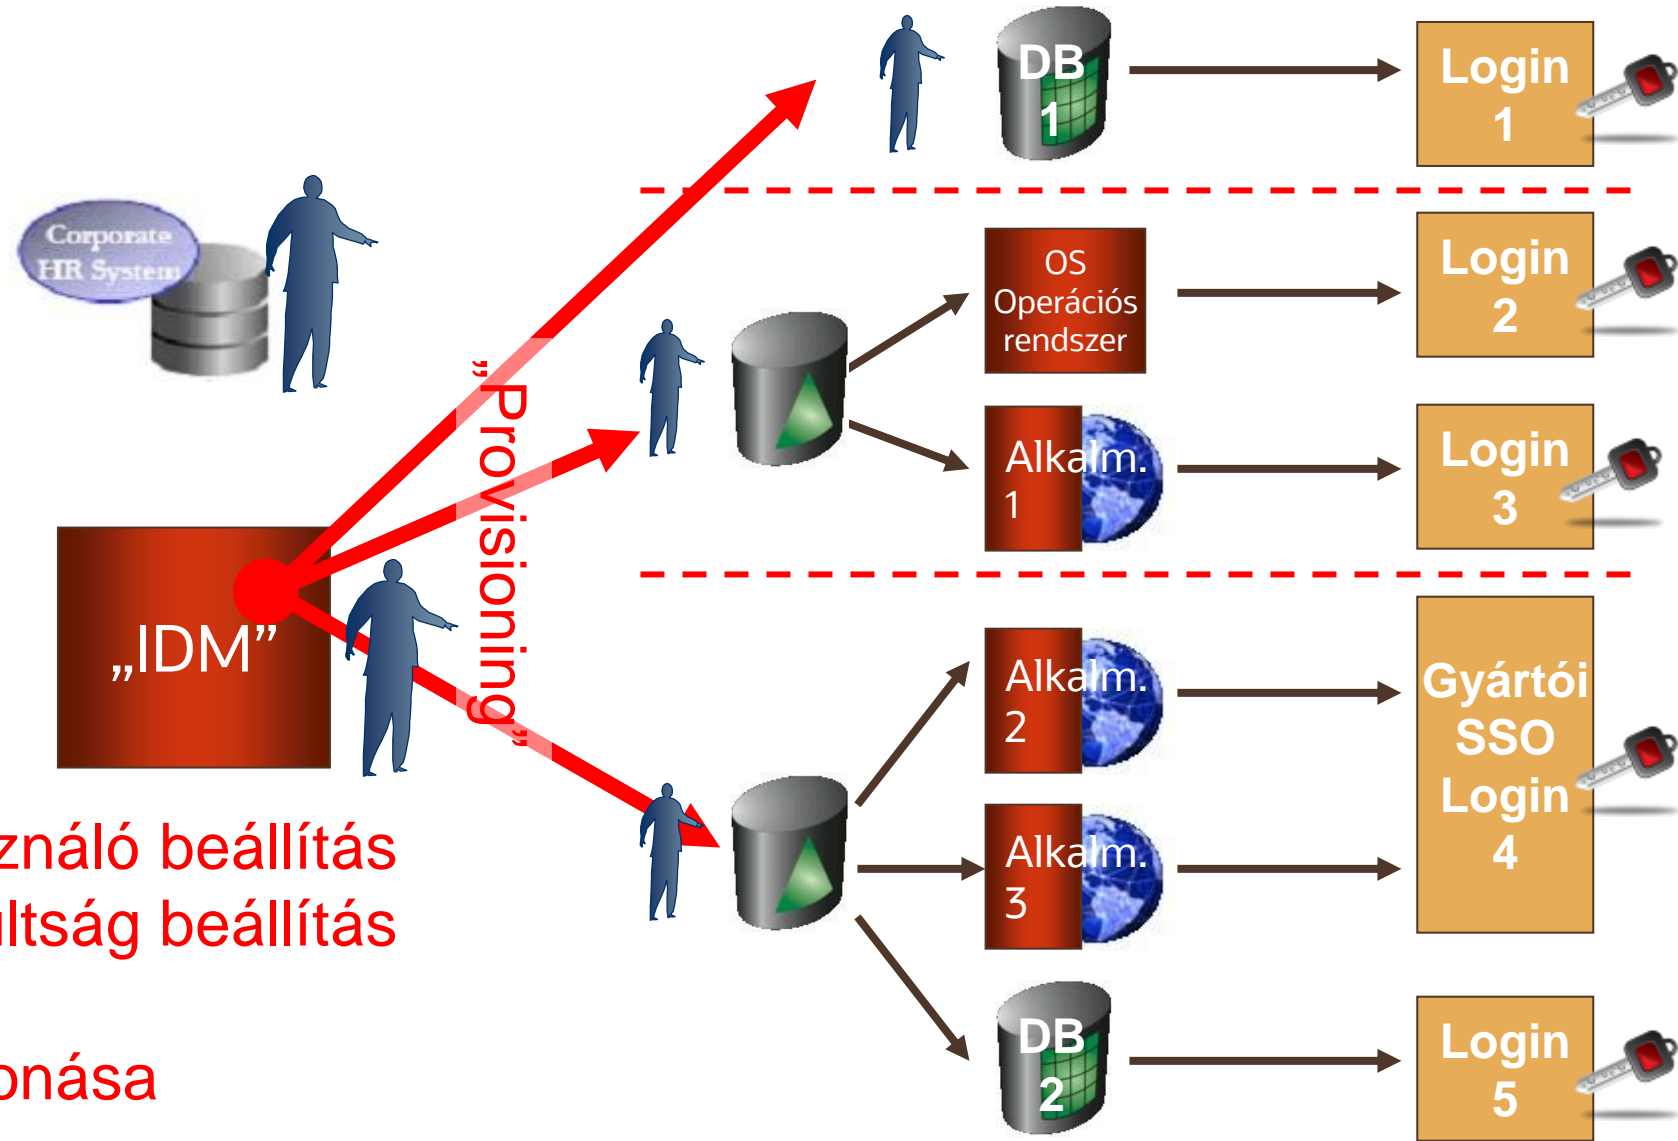 DB
1
Login
1
Corporate
HR System
OS
Operációs
rendszer
Login
2
„Provisioning”
Alkalm.
1
Login
3
„IDM”
Alkalm.
2
Gyártói
SSO
Login
4
Alkalm.
3
ználó beállítás
ltság beállítás
DB
2
Login
5
onása